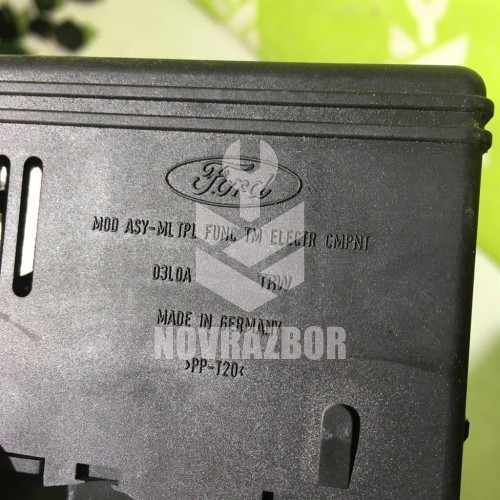 Ford
MOD ASY-MLTPL FUNC TM ELECTR CMPNT
03L0A TRW
MADE IN GERMANY
NOVRAZBOR
>PP-T20<